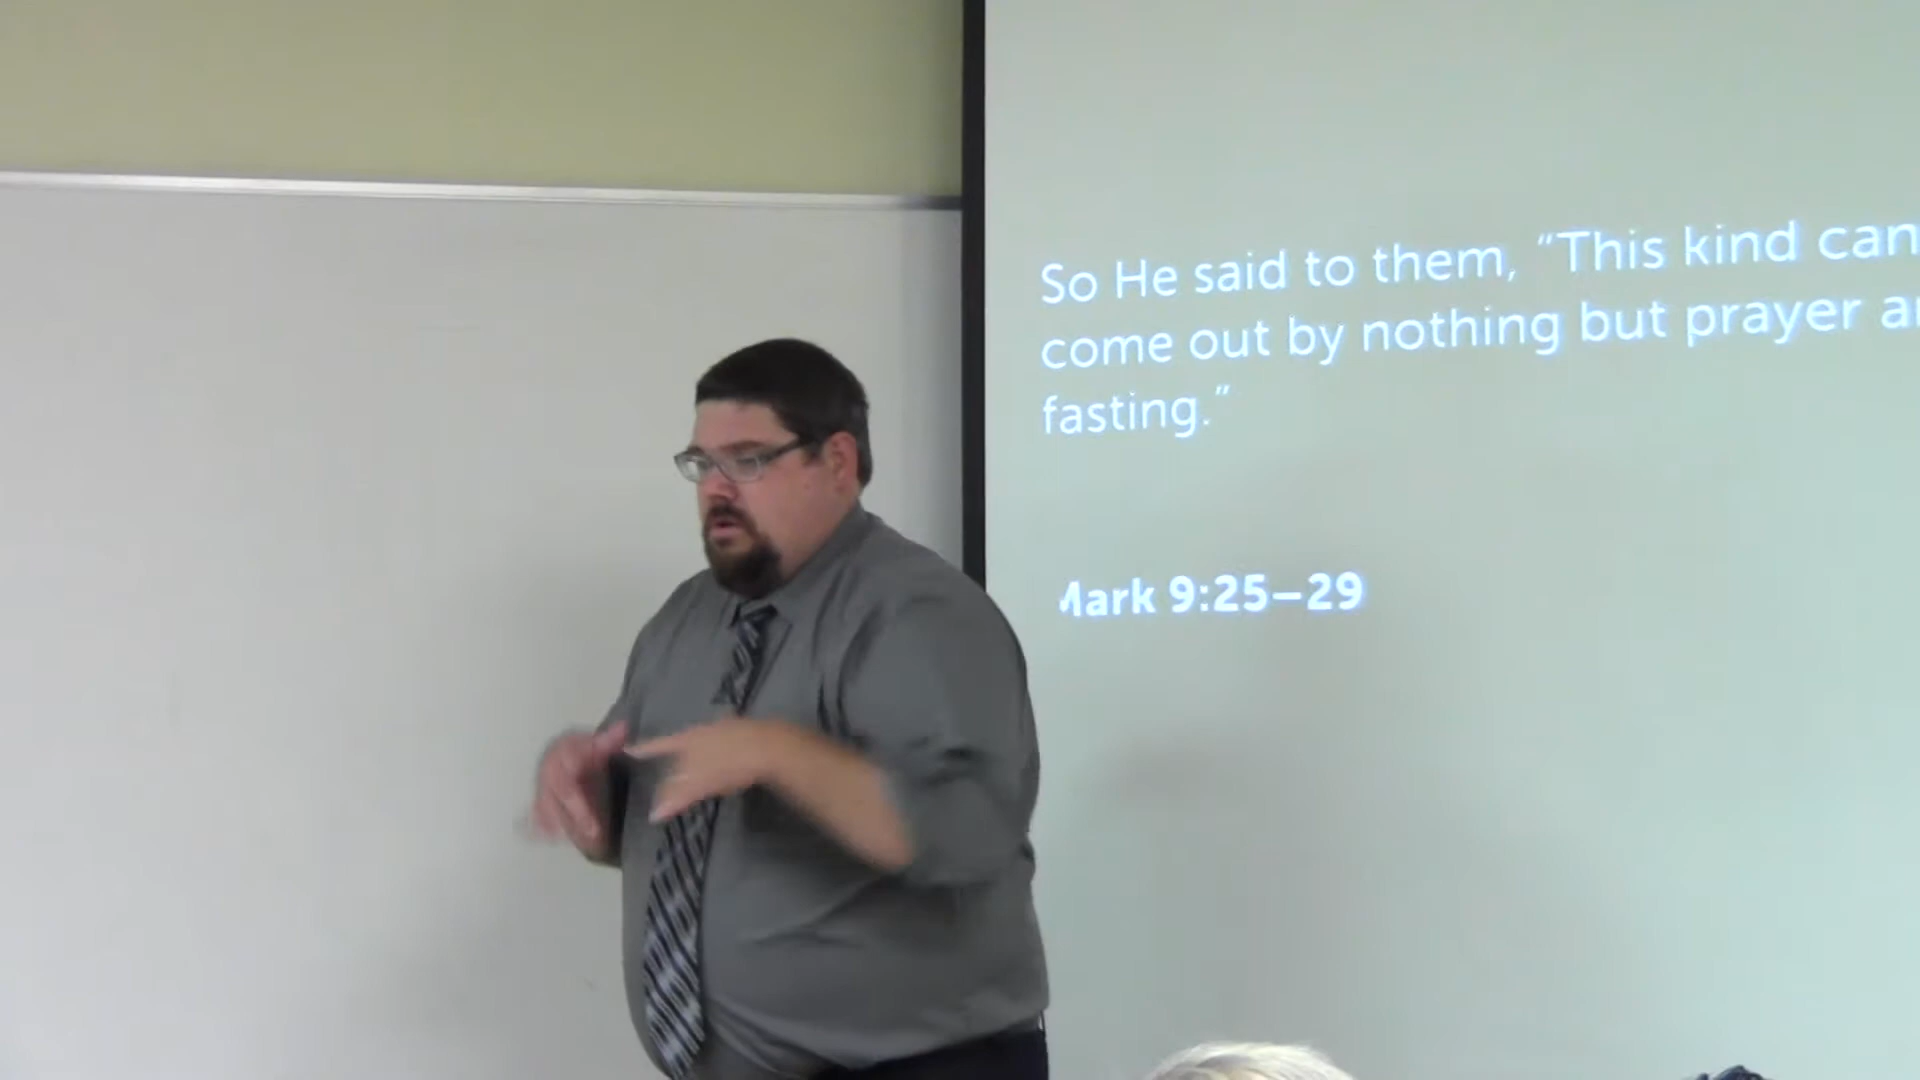 So He said to them, “This kind can
come out by nothing but prayer
fasting.”
Mark 9:25–29